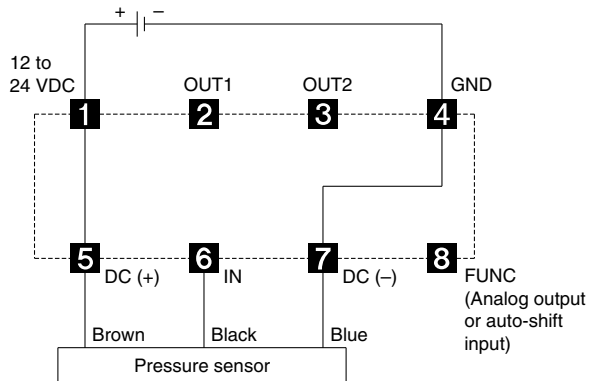 + −
12 to
24 VDC
OUT1
OUT2
GND
1
2
3
4
5
6
7
8
DC (+)
IN
DC (−)
FUNC
(Analog output
or auto-shift
input)
Brown
Black
Blue
Pressure sensor